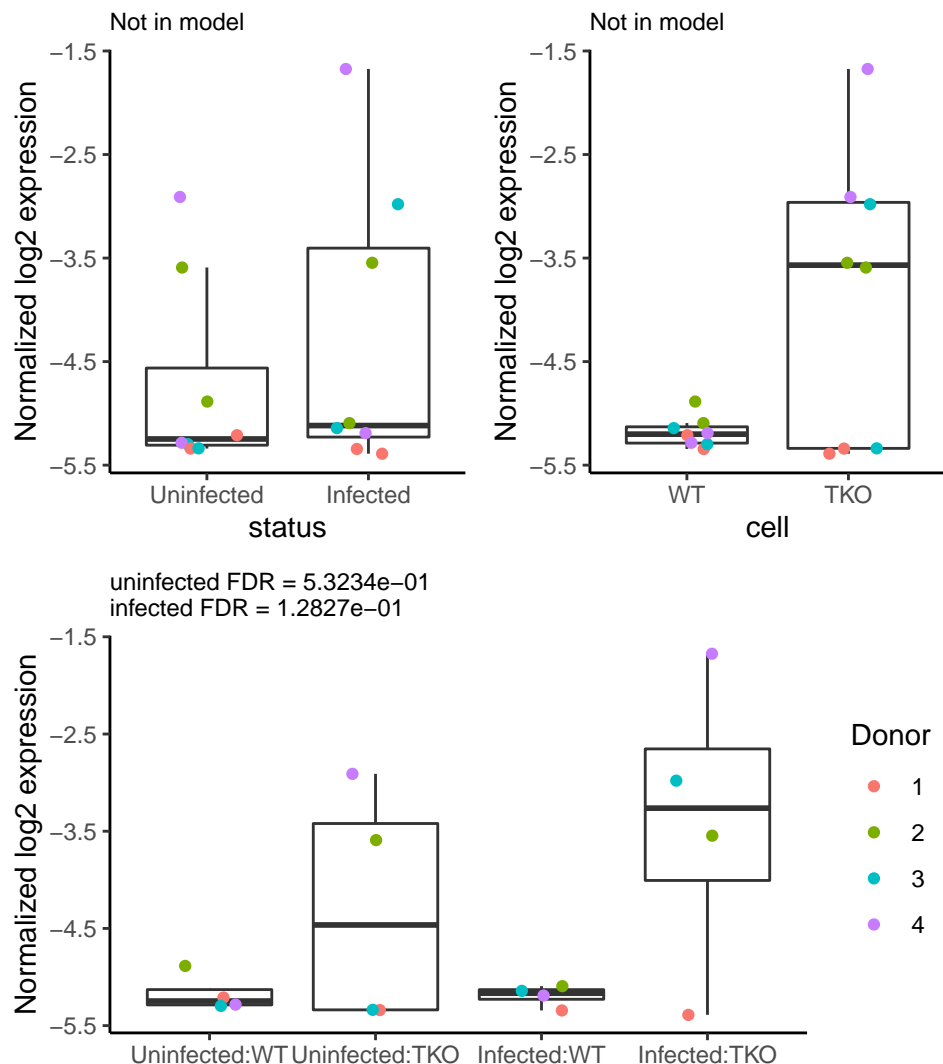 Not in model
Normalized log2 expression
−1.5
−2.5
−3.5
−4.5
−5.5
Uninfected
Infected
status
Not in model
Normalized log2 expression
−1.5
−2.5
−3.5
−4.5
−5.5
WT
TKO
cell
uninfected FDR = 5.3234e−01
infected FDR = 1.2827e−01
Normalized log2 expression
−1.5
−2.5
−3.5
−4.5
−5.5
Uninfected:WT
Uninfected:TKO
Infected:WT
Infected:TKO
Donor
1
2
3
4